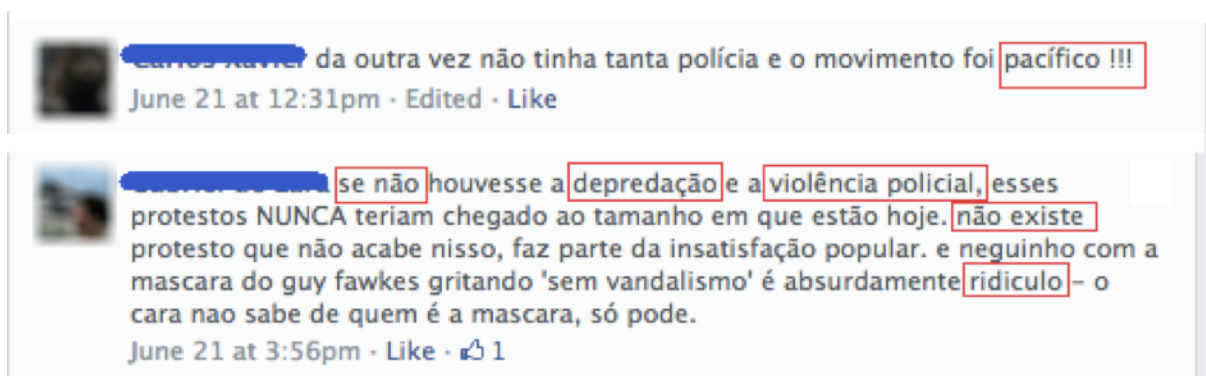 da outra vez não tinha tanta polícia e o movimento foi pacífico !!!
June 21 at 12:31pm · Edited · Like
se não houvesse a depredação e a violência policial, esses
protestos NUNCA teriam chegado ao tamanho em que estão hoje. não existe
protesto que não acabe nisso, faz parte da insatisfação popular. e neguinho com a
mascara do guy fawkes gritando 'sem vandalismo' é absurdamente ridiculo – o
cara nao sabe de quem é a mascara, só pode.
June 21 at 3:56pm · Like · 1